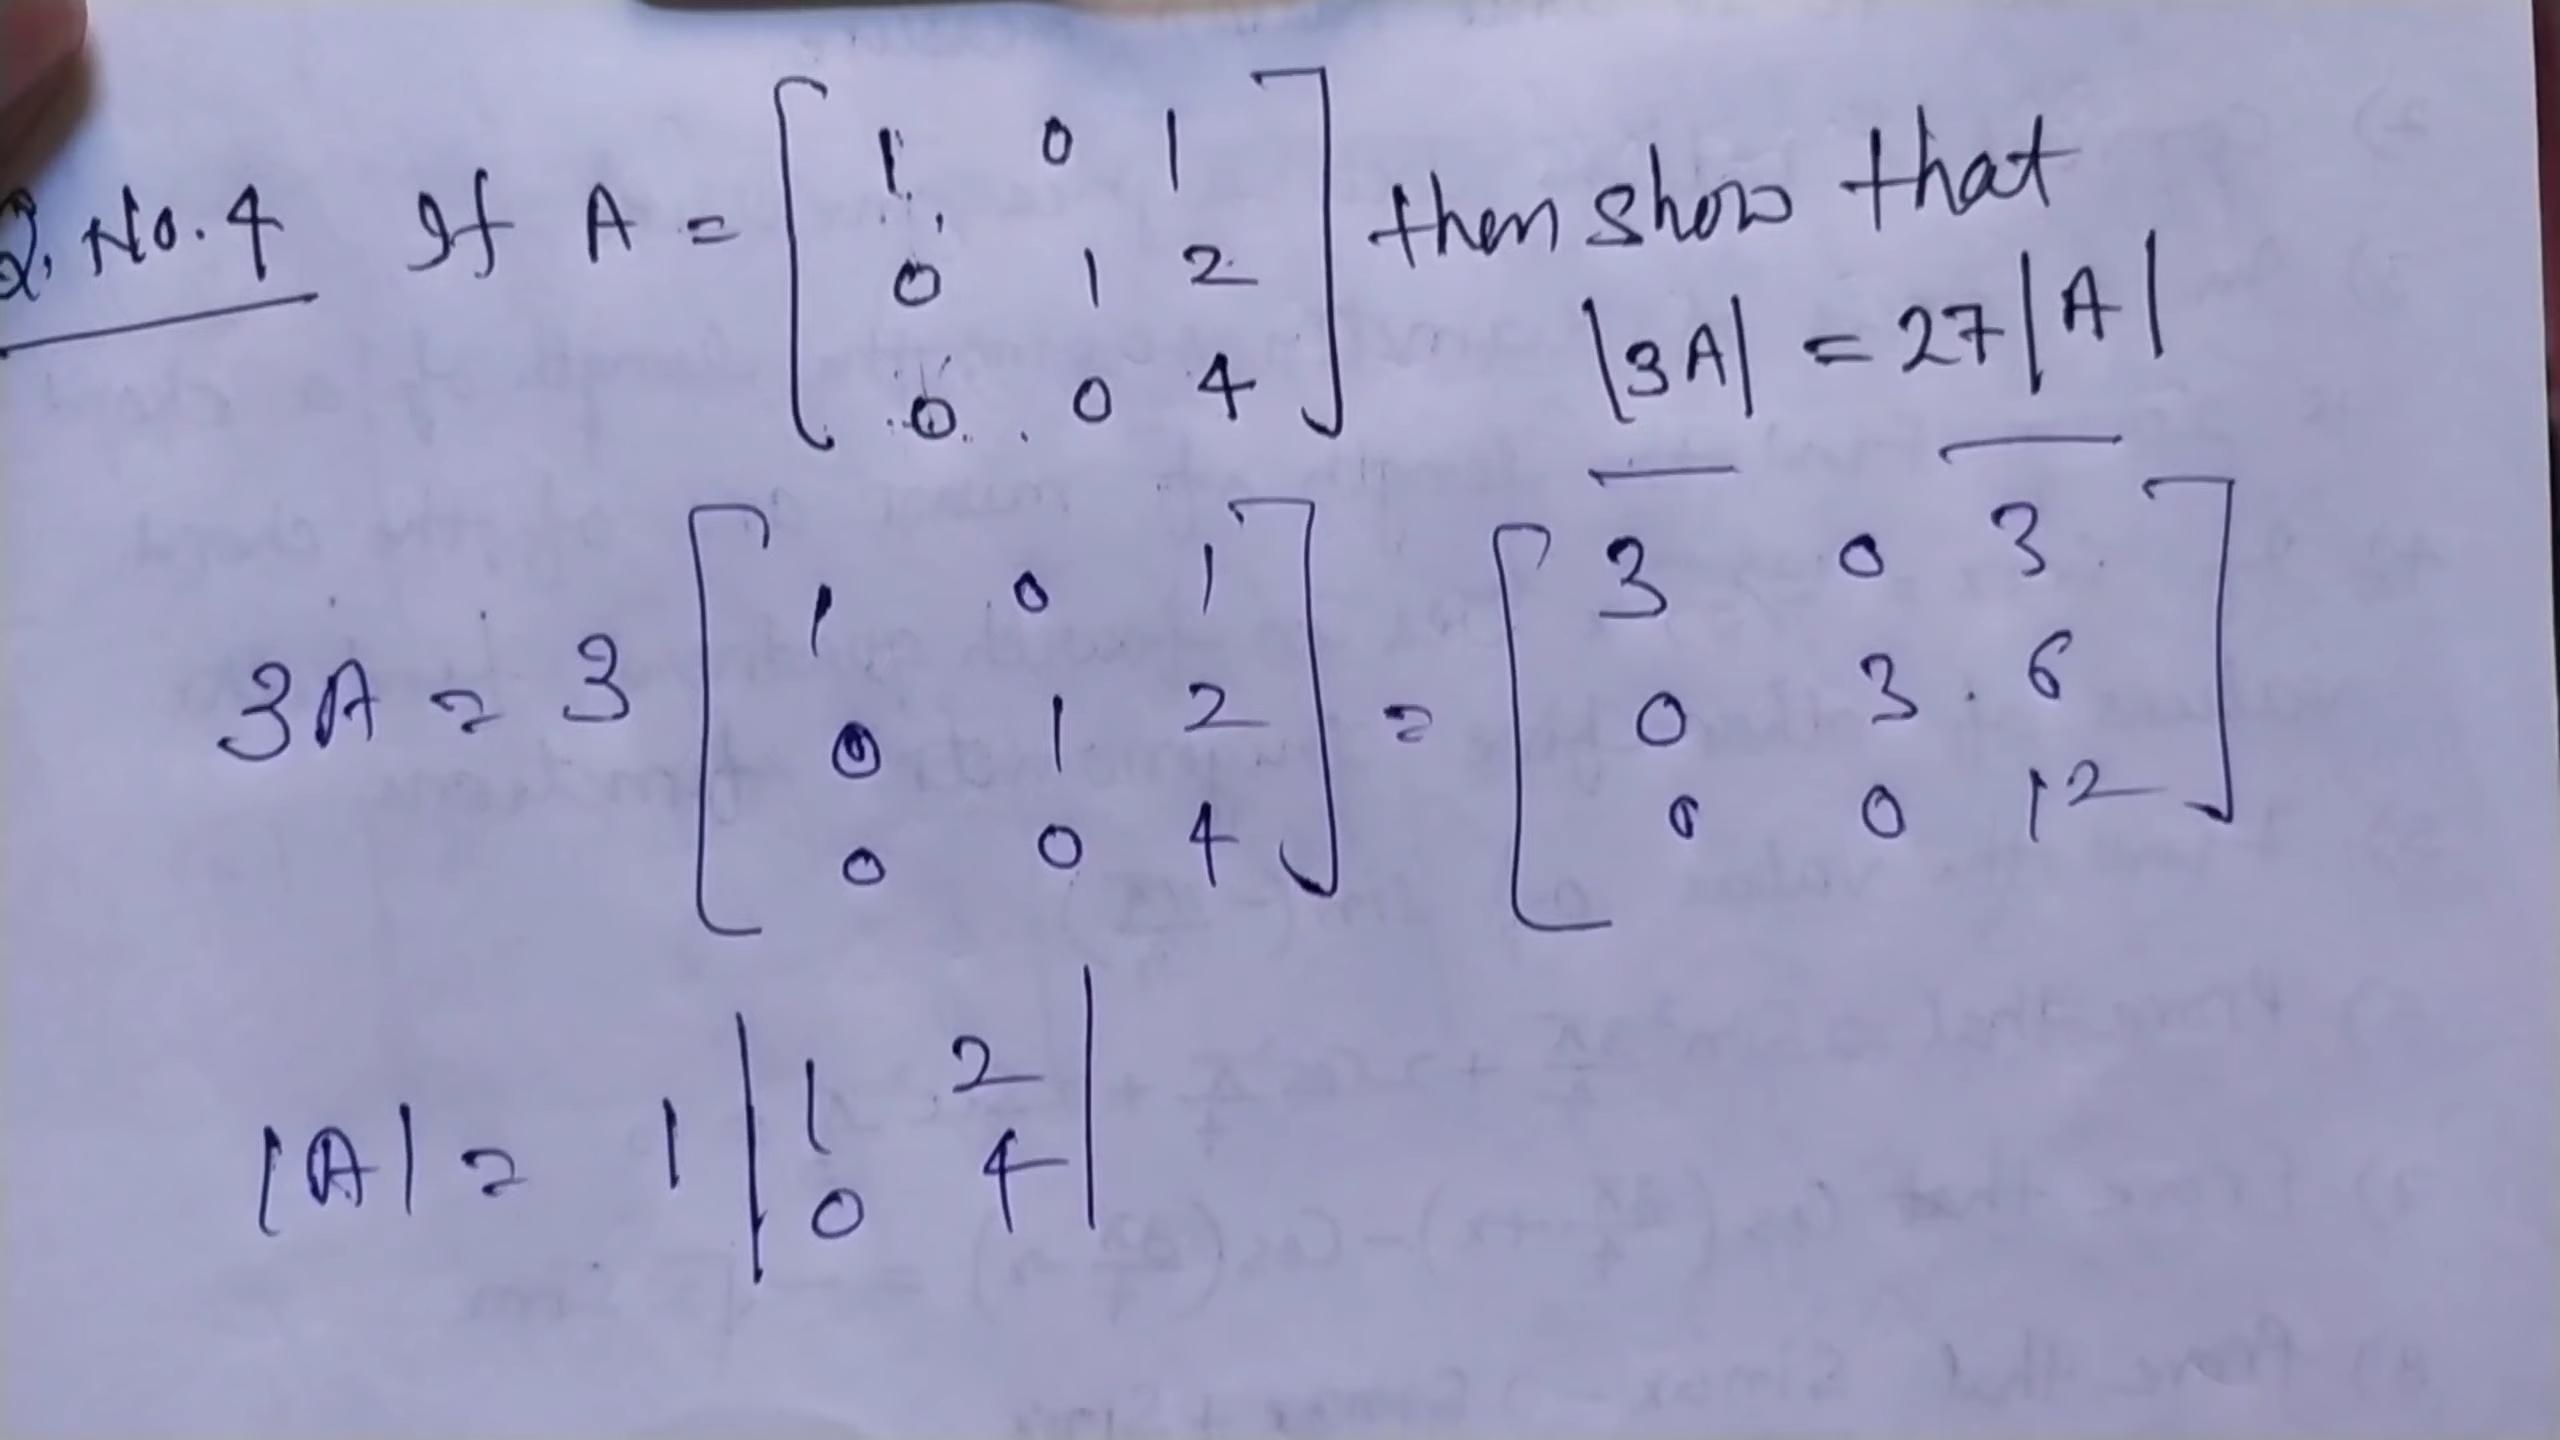 Q. No. 4 If A = [ 1 0 1 ] then show that
[ 0 1 2 ] |3A| = 27|A|
[ 0 0 4 ]
3A = 3 [ 1 0 1 ] = [ 3 0 3 ]
[ 0 1 2 ] [ 0 3 6 ]
[ 0 0 4 ] [ 0 0 12 ]
|A| = 1 | 1 2 |
| 0 4 |